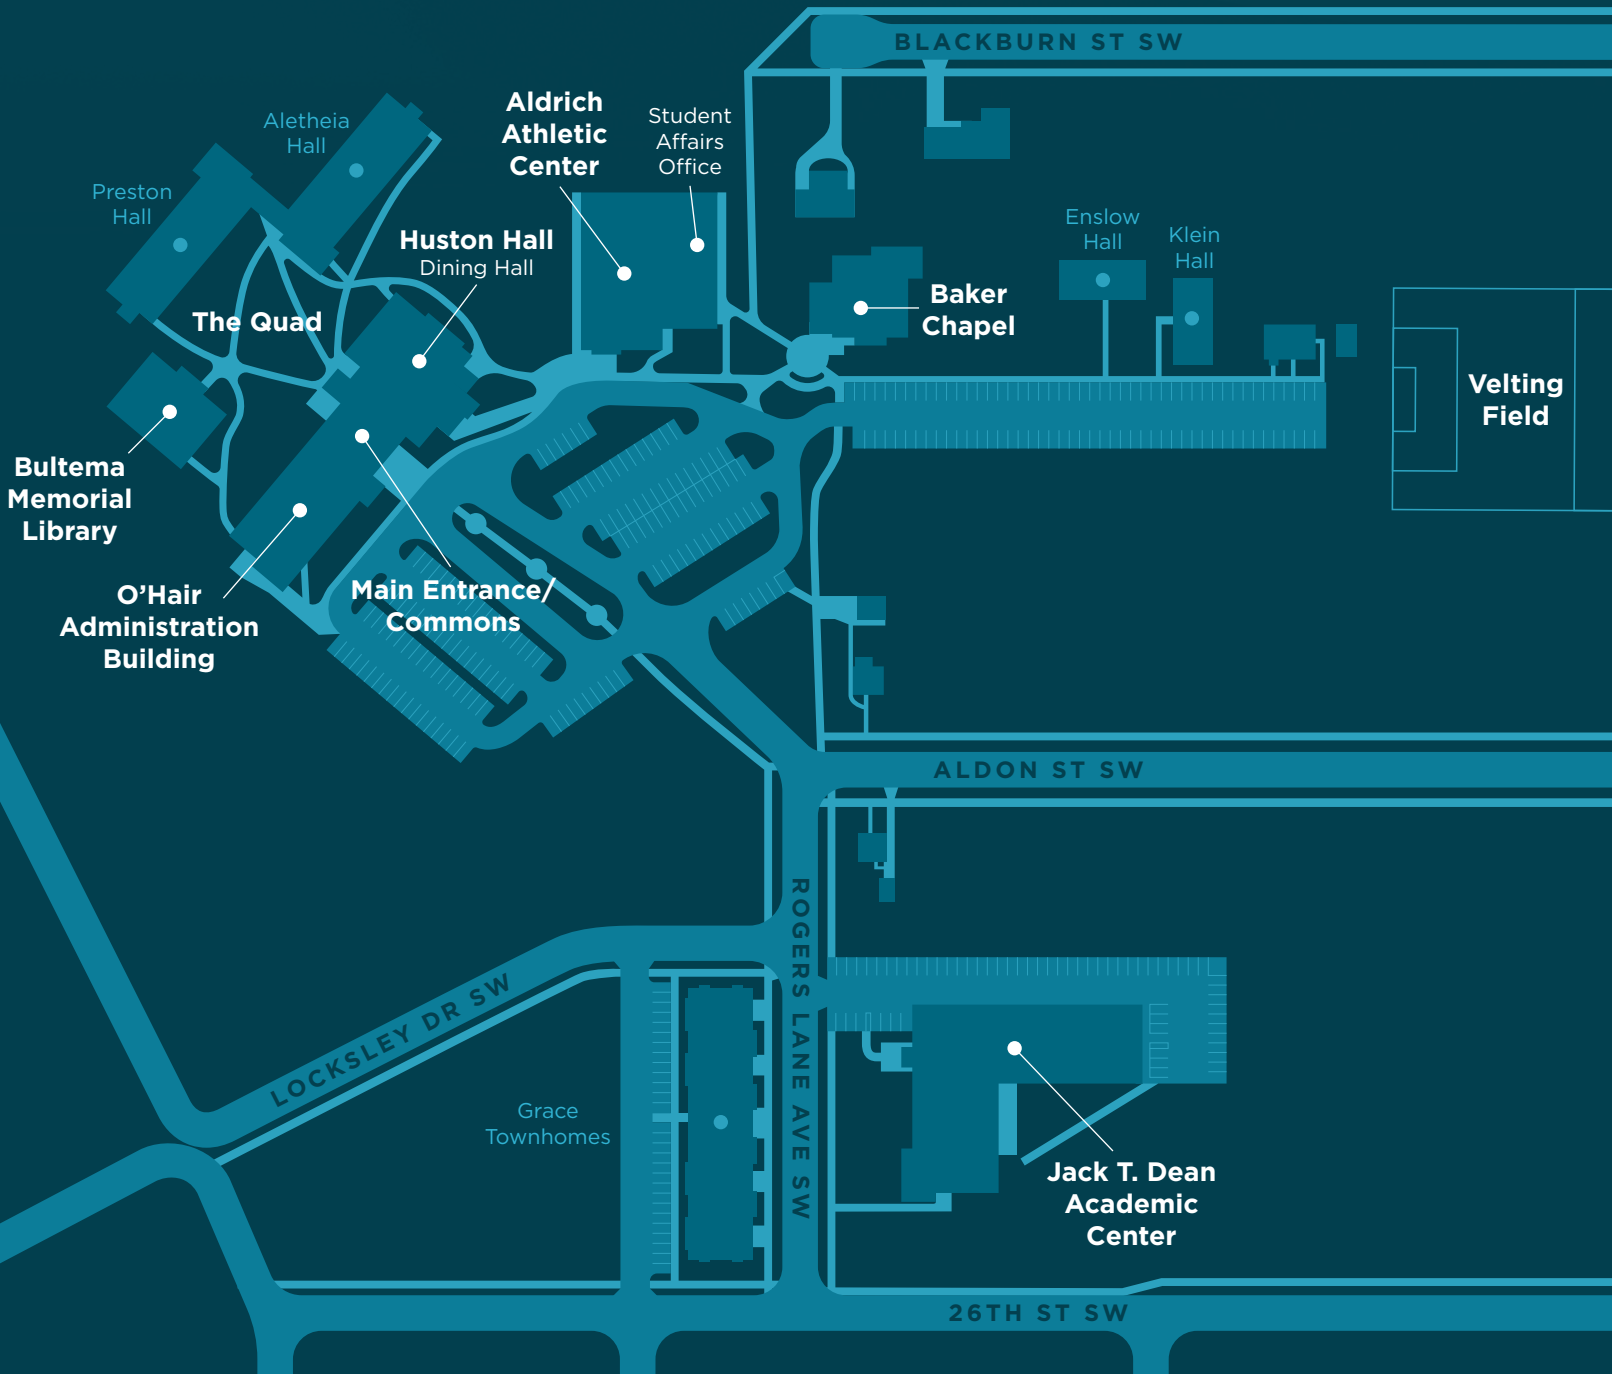 BLACKBURN ST SW
Aldrich
Athletic
Center
Student
Affairs
Office
Aletheia
Hall
Preston
Hall
Huston Hall
Dining Hall
Enslow
Hall
Klein
Hall
Baker
Chapel
The Quad
Velting
Field
Bultema
Memorial
Library
O’Hair
Administration
Building
Main Entrance/
Commons
ALDON ST SW
ROGERS LANE AVE SW
LOCKSLEY DR SW
Grace
Townhomes
Jack T. Dean
Academic
Center
26TH ST SW